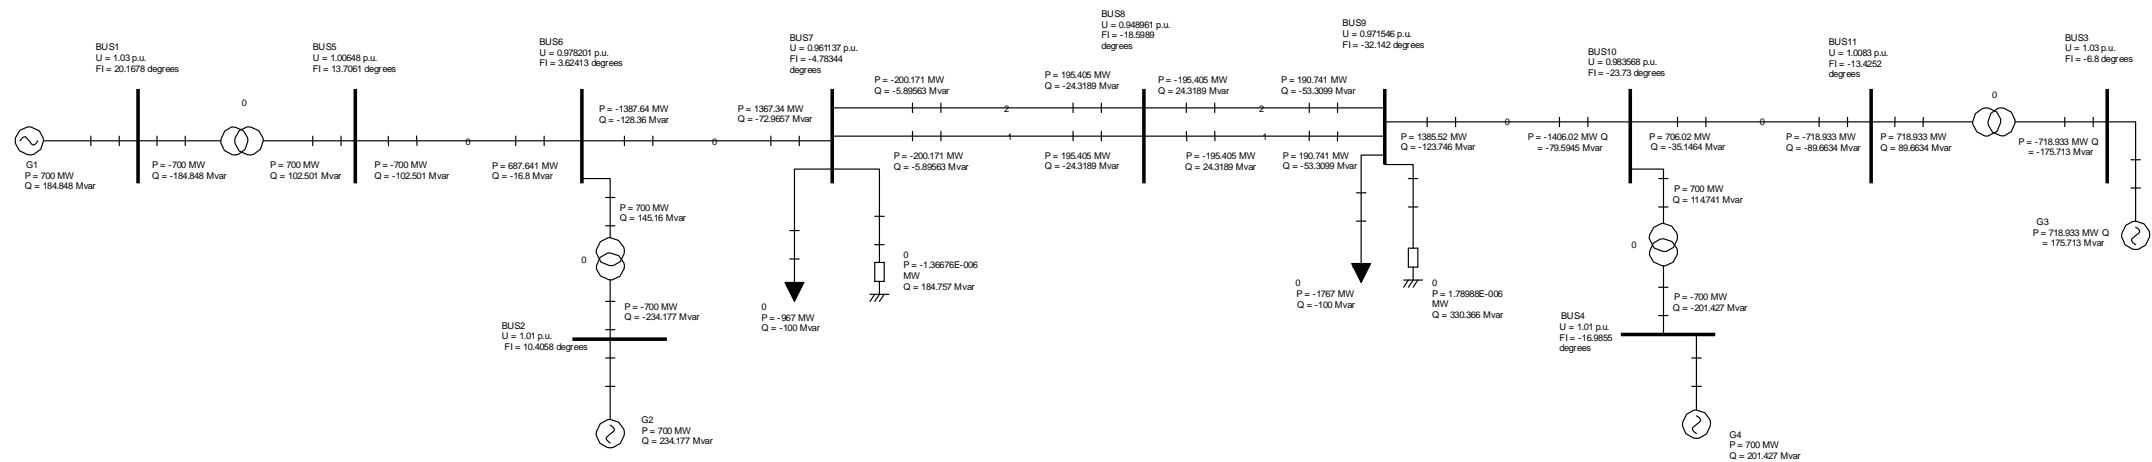 BUS1
U = 1.03 p.u.
FI = 20.1678 degrees
BUS5
U = 1.00648 p.u.
FI = 13.7061 degrees
BUS6
U = 0.978201 p.u.
FI = 3.62413 degrees
BUS7
U = 0.961137 p.u.
FI = -4.78344
degrees
BUS8
U = 0.948961 p.u.
FI = -18.5989
degrees
BUS9
U = 0.971546 p.u.
FI = -32.142 degrees
BUS10
U = 0.983568 p.u.
FI = -23.73 degrees
BUS11
U = 1.0083 p.u.
FI = -13.4252
degrees
BUS3
U = 1.03 p.u.
FI = -6.8 degrees
G1
P = 700 MW
Q = 184.848 Mvar
P = -700 MW
Q = -184.848 Mvar
0
P = 700 MW
Q = 102.501 Mvar
P = -700 MW
Q = -102.501 Mvar
0
P = 687.641 MW
Q = -16.8 Mvar
P = -1387.64 MW
Q = -128.36 Mvar
0
P = 1367.34 MW
Q = -72.9657 Mvar
P = 700 MW
Q = 145.16 Mvar
0
P = -700 MW
Q = -234.177 Mvar
BUS2
U = 1.01 p.u.
FI = 10.4058 degrees
G2
P = 700 MW
Q = 234.177 Mvar
P = -200.171 MW
Q = -5.89563 Mvar
2
P = 195.405 MW
Q = -24.3189 Mvar
P = -195.405 MW
Q = 24.3189 Mvar
2
P = 190.741 MW
Q = -53.3099 Mvar
P = -200.171 MW
Q = -5.89563 Mvar
1
P = 195.405 MW
Q = -24.3189 Mvar
P = -195.405 MW
Q = 24.3189 Mvar
1
P = 190.741 MW
Q = -53.3099 Mvar
0
P = -967 MW
Q = -100 Mvar
0
P = -1.36676E-006
MW
Q = 184.757 Mvar
0
P = -1767 MW
Q = -100 Mvar
0
P = 1.78988E-006
MW
Q = 330.366 Mvar
P = 1385.52 MW
Q = -123.746 Mvar
0
P = -1406.02 MW Q
= -79.5945 Mvar
P = 706.02 MW
Q = -35.1464 Mvar
0
P = 700 MW
Q = 114.741 Mvar
0
P = -700 MW
Q = -201.427 Mvar
BUS4
U = 1.01 p.u.
FI = -16.9855
degrees
G4
P = 700 MW
Q = 201.427 Mvar
P = -718.933 MW
Q = -89.6634 Mvar
P = 718.933 MW
Q = 89.6634 Mvar
0
P = -718.933 MW Q
= -175.713 Mvar
G3
P = 718.933 MW Q
= 175.713 Mvar